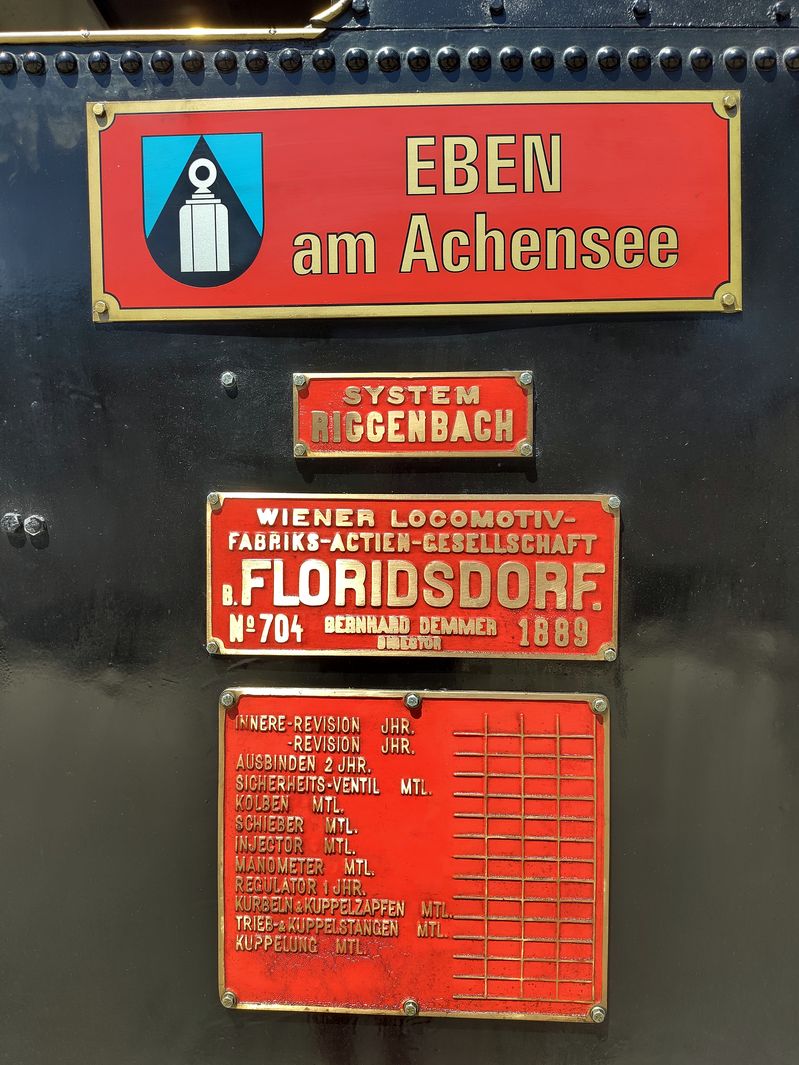 EBEN
am Achensee
SYSTEM
RIGGENBACH
WIENER LOCOMOTIV-
FABRIKS-ACTIEN-GESELLSCHAFT
B. FLORIDSDORF.
Nº 704 BERNHARD DEMMER 1889
DIRECTOR
INNERE-REVISION JHR.
-REVISION JHR.
AUSBINDEN 2 JHR.
SICHERHEITS-VENTIL MTL.
KOLBEN MTL.
SCHIEBER MTL.
INJECTOR MTL.
MANOMETER MTL.
REGULATOR 1 JHR.
KURBELN & KUPPELZAPFEN MTL.
TRIEB-& KUPPELSTANGEN MTL.
KUPPELUNG MTL.